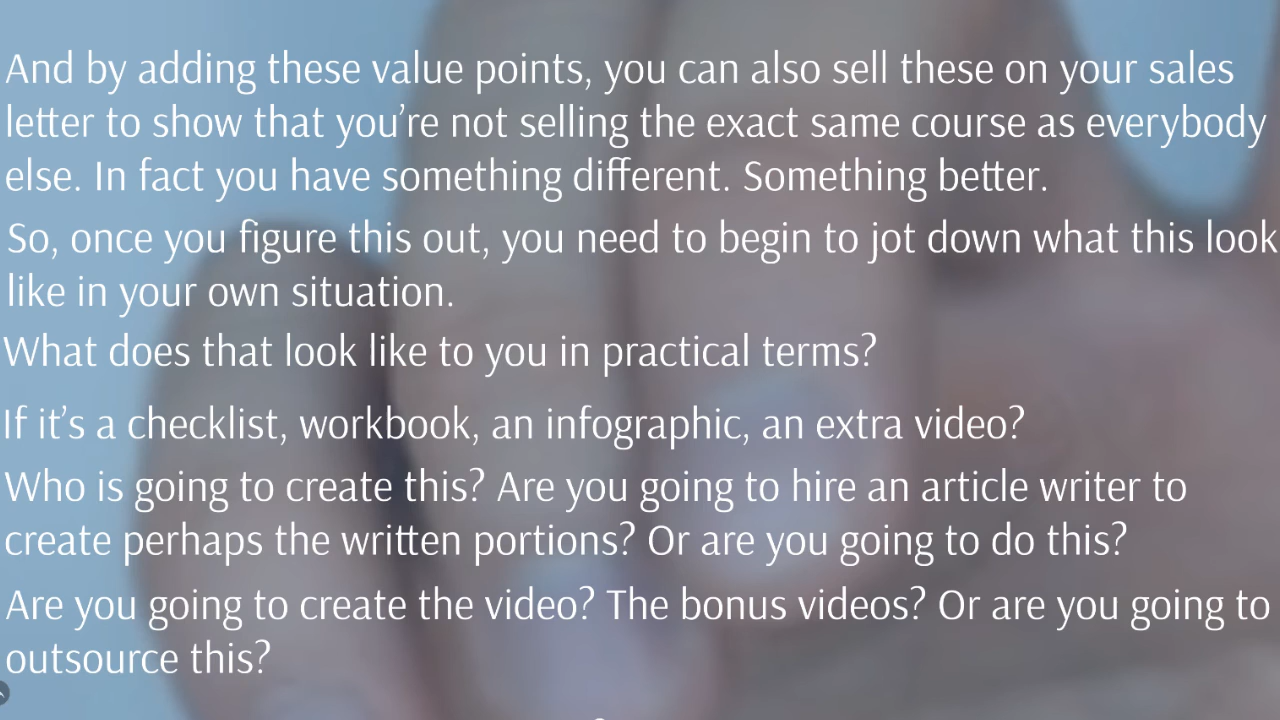 And by adding these value points, you can also sell these on your sales
letter to show that you’re not selling the exact same course as everybody
else. In fact you have something different. Something better.
So, once you figure this out, you need to begin to jot down what this look
like in your own situation.
What does that look like to you in practical terms?
If it’s a checklist, workbook, an infographic, an extra video?
Who is going to create this? Are you going to hire an article writer to
create perhaps the written portions? Or are you going to do this?
Are you going to create the video? The bonus videos? Or are you going to
outsource this?